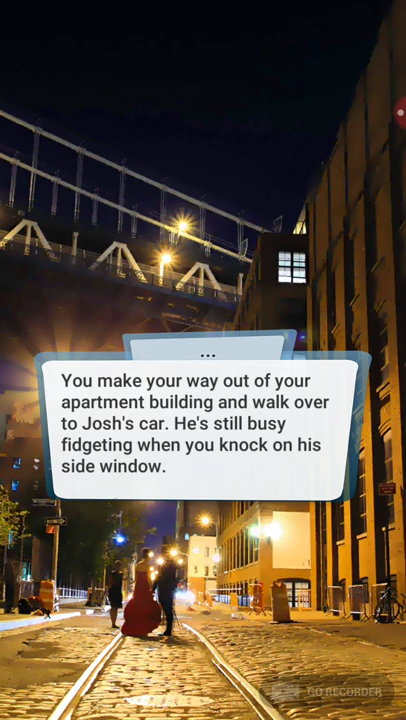 ...
You make your way out of your
apartment building and walk over
to Josh's car. He's still busy
fidgeting when you knock on his
side window.
GO RECORDER